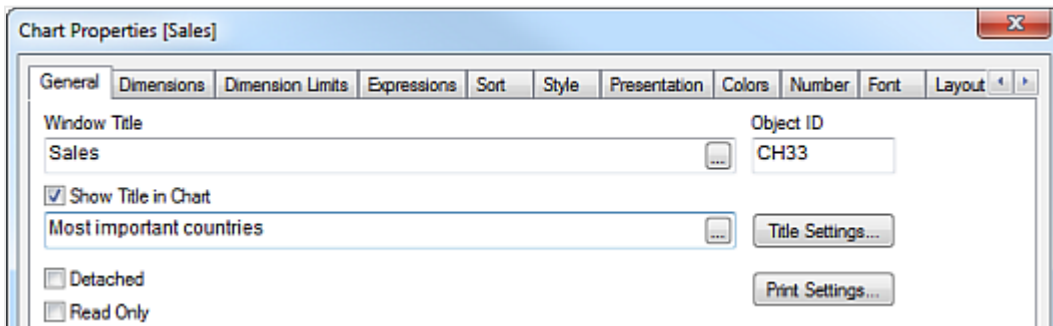 Chart Properties [Sales]
General Dimensions Dimension Limits Expressions Sort Style Presentation Colors Number Font Layout
Window Title Object ID
Sales ... CH33
Show Title in Chart
Most important countries ... Title Settings...
Detached Print Settings...
Read Only